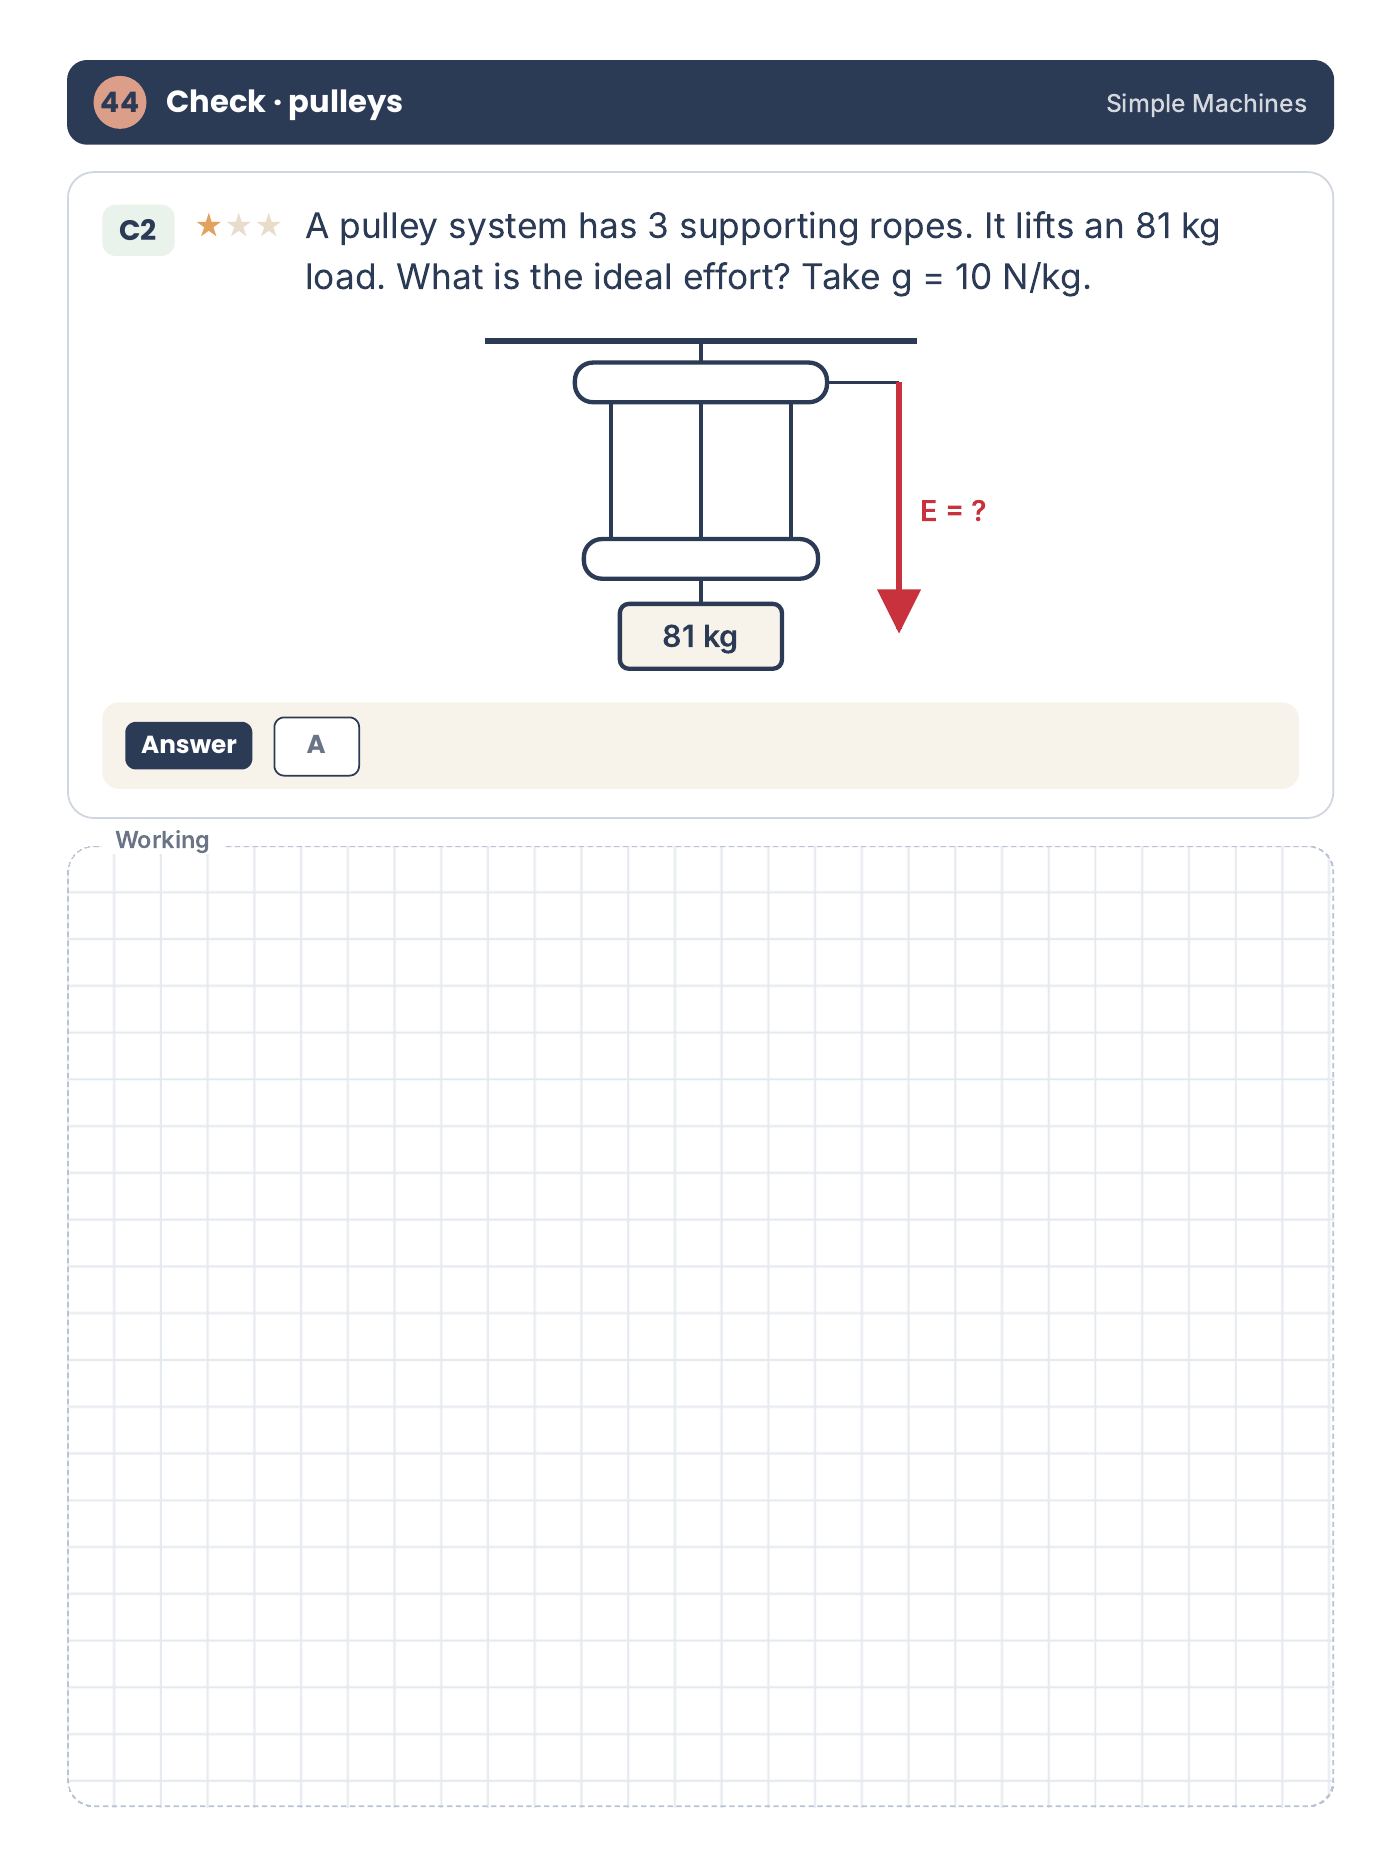 44 Check · pulleys
Simple Machines
C2 ★★★ A pulley system has 3 supporting ropes. It lifts an 81 kg
load. What is the ideal effort? Take g = 10 N/kg.
E = ?
81 kg
Answer A
Working